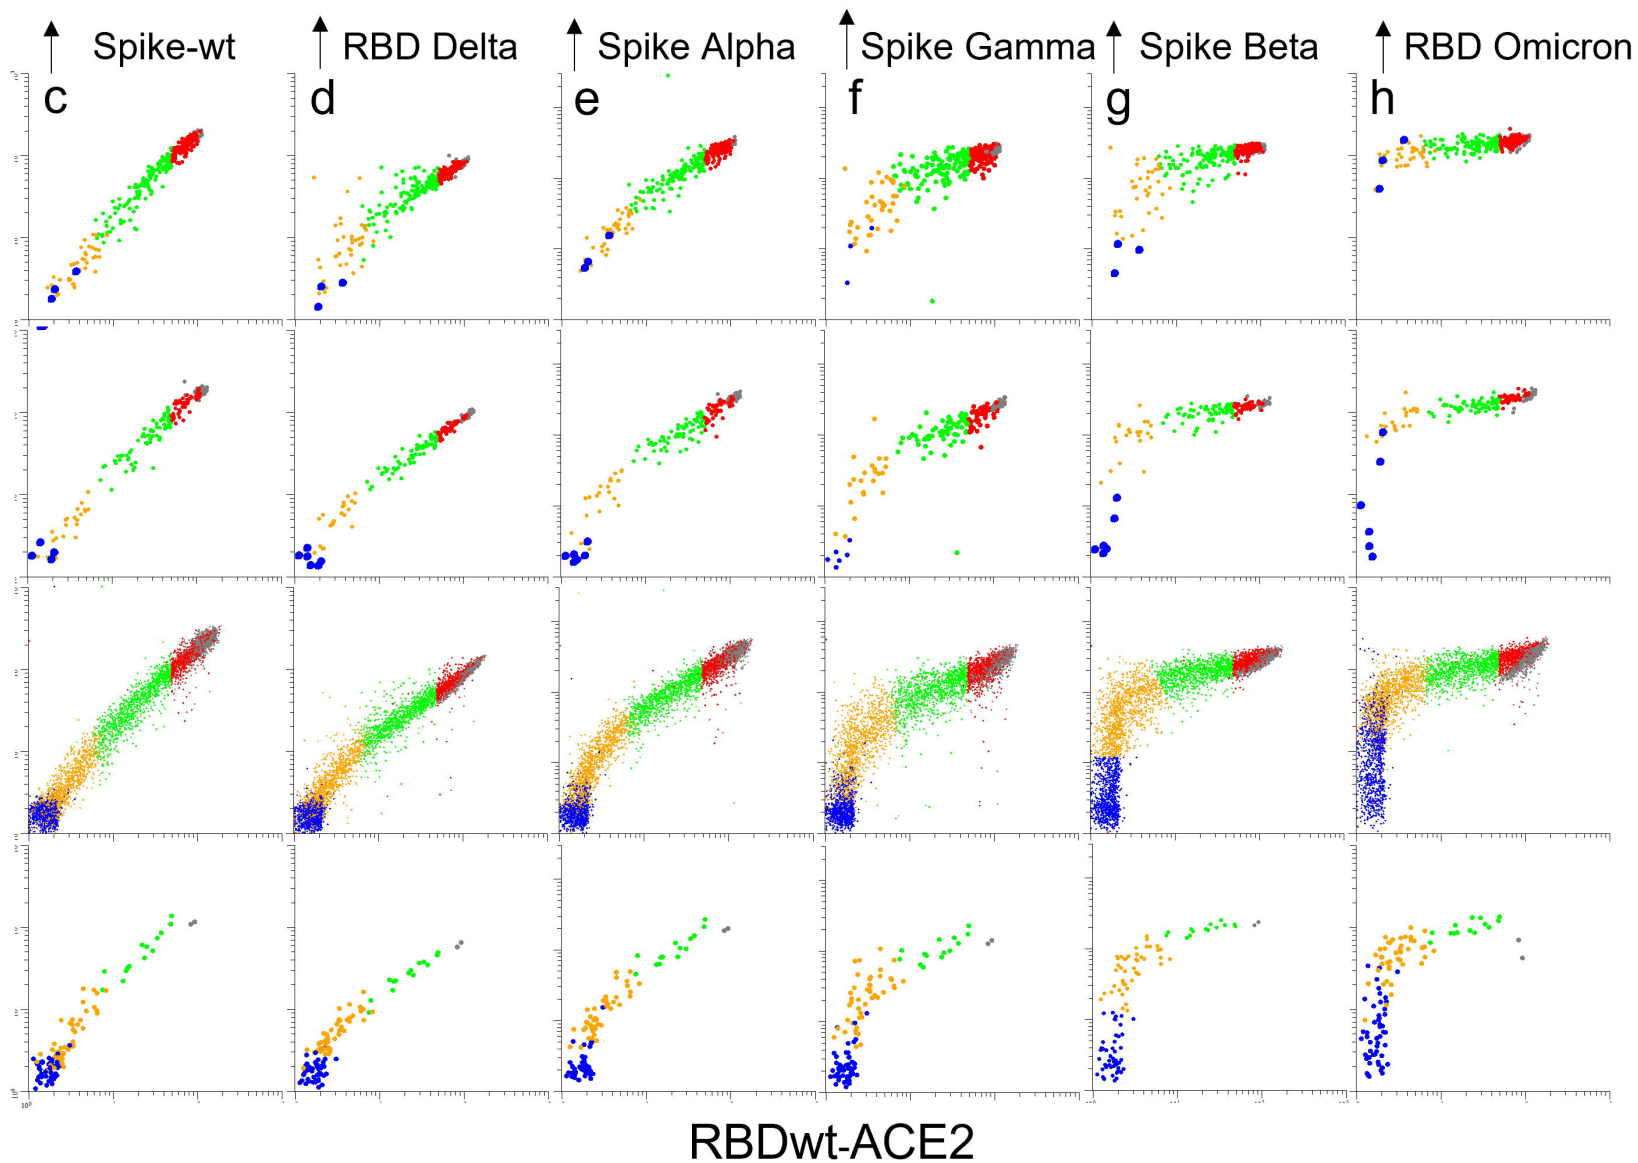 Spike-wt
RBD Delta
Spike Alpha
Spike Gamma
Spike Beta
RBD Omicron
c
d
e
f
g
h
RBDwt-ACE2